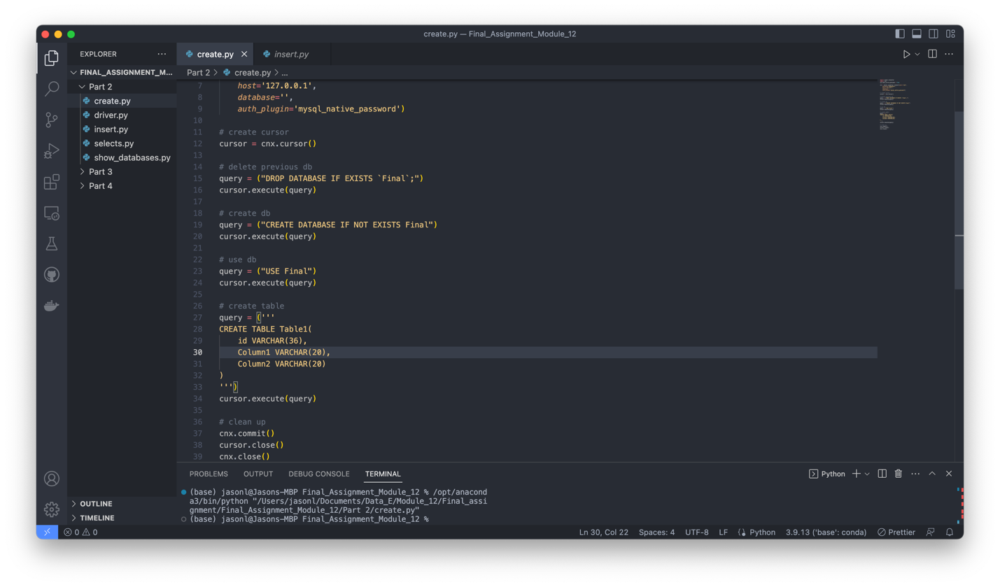 create.py — Final_Assignment_Module_12
EXPLORER
FINAL_ASSIGNMENT_M...
Part 2
create.py
driver.py
insert.py
selects.py
show_databases.py
Part 3
Part 4
OUTLINE
TIMELINE
create.py
insert.py
Part 2 > create.py > ...
7 host='127.0.0.1',
8 database='',
9 auth_plugin='mysql_native_password')
10
11 # create cursor
12 cursor = cnx.cursor()
13
14 # delete previous db
15 query = ("DROP DATABASE IF EXISTS `Final`;")
16 cursor.execute(query)
17
18 # create db
19 query = ("CREATE DATABASE IF NOT EXISTS Final")
20 cursor.execute(query)
21
22 # use db
23 query = ("USE Final")
24 cursor.execute(query)
25
26 # create table
27 query = ('''
28 CREATE TABLE Table1(
29 id VARCHAR(36),
30 Column1 VARCHAR(20),
31 Column2 VARCHAR(20)
32 )
33 ''')
34 cursor.execute(query)
35
36 # clean up
37 cnx.commit()
38 cursor.close()
39 cnx.close()
PROBLEMS OUTPUT DEBUG CONSOLE TERMINAL Python
(base) jasonl@Jasons-MBP Final_Assignment_Module_12 % /opt/anacond
a3/bin/python "/Users/jasonl/Documents/Data_E/Module_12/Final_assi
gnment/Final_Assignment_Module_12/Part 2/create.py"
(base) jasonl@Jasons-MBP Final_Assignment_Module_12 %
0 0 Ln 30, Col 22 Spaces: 4 UTF-8 LF Python 3.9.13 ('base': conda) Prettier